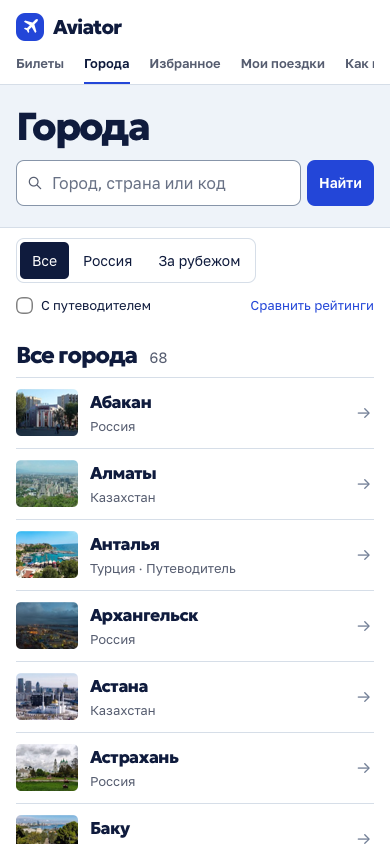 Aviator
Билеты Города Избранное Мои поездки Как
Города
Город, страна или код
Найти
Все Россия За рубежом
С путеводителем Сравнить рейтинги
Все города 68
Абакан
Россия
Алматы
Казахстан
Анталья
Турция · Путеводитель
Архангельск
Россия
Астана
Казахстан
Астрахань
Россия
Баку